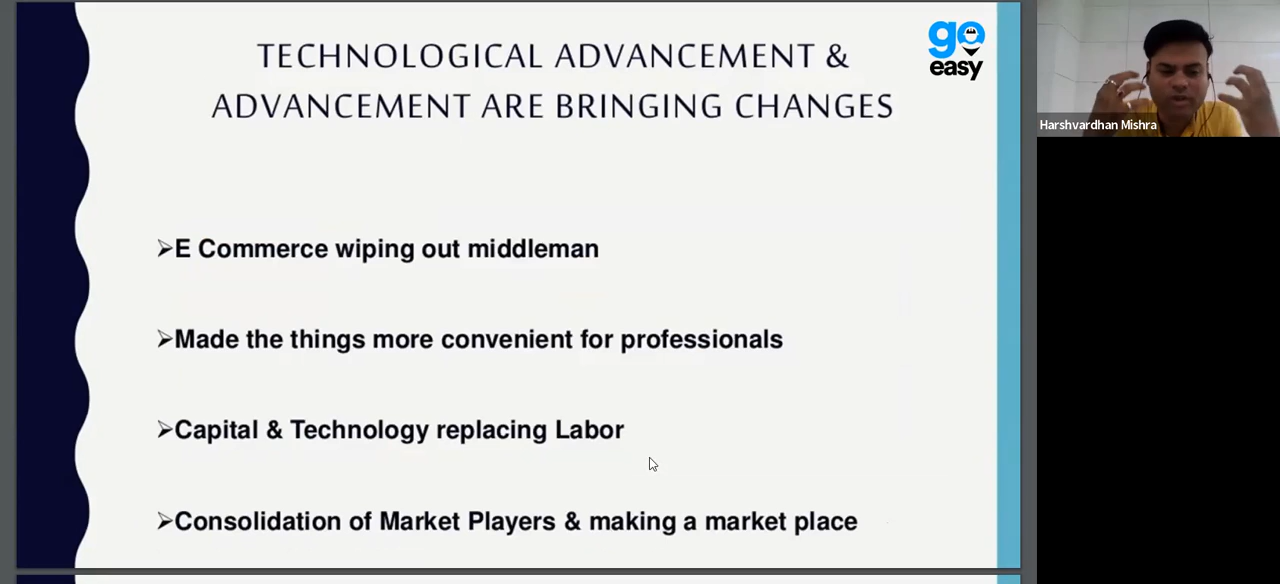 TECHNOLOGICAL ADVANCEMENT &
ADVANCEMENT ARE BRINGING CHANGES
go
easy
Harshvardhan Mishra
➢E Commerce wiping out middleman
➢Made the things more convenient for professionals
➢Capital & Technology replacing Labor
➢Consolidation of Market Players & making a market place